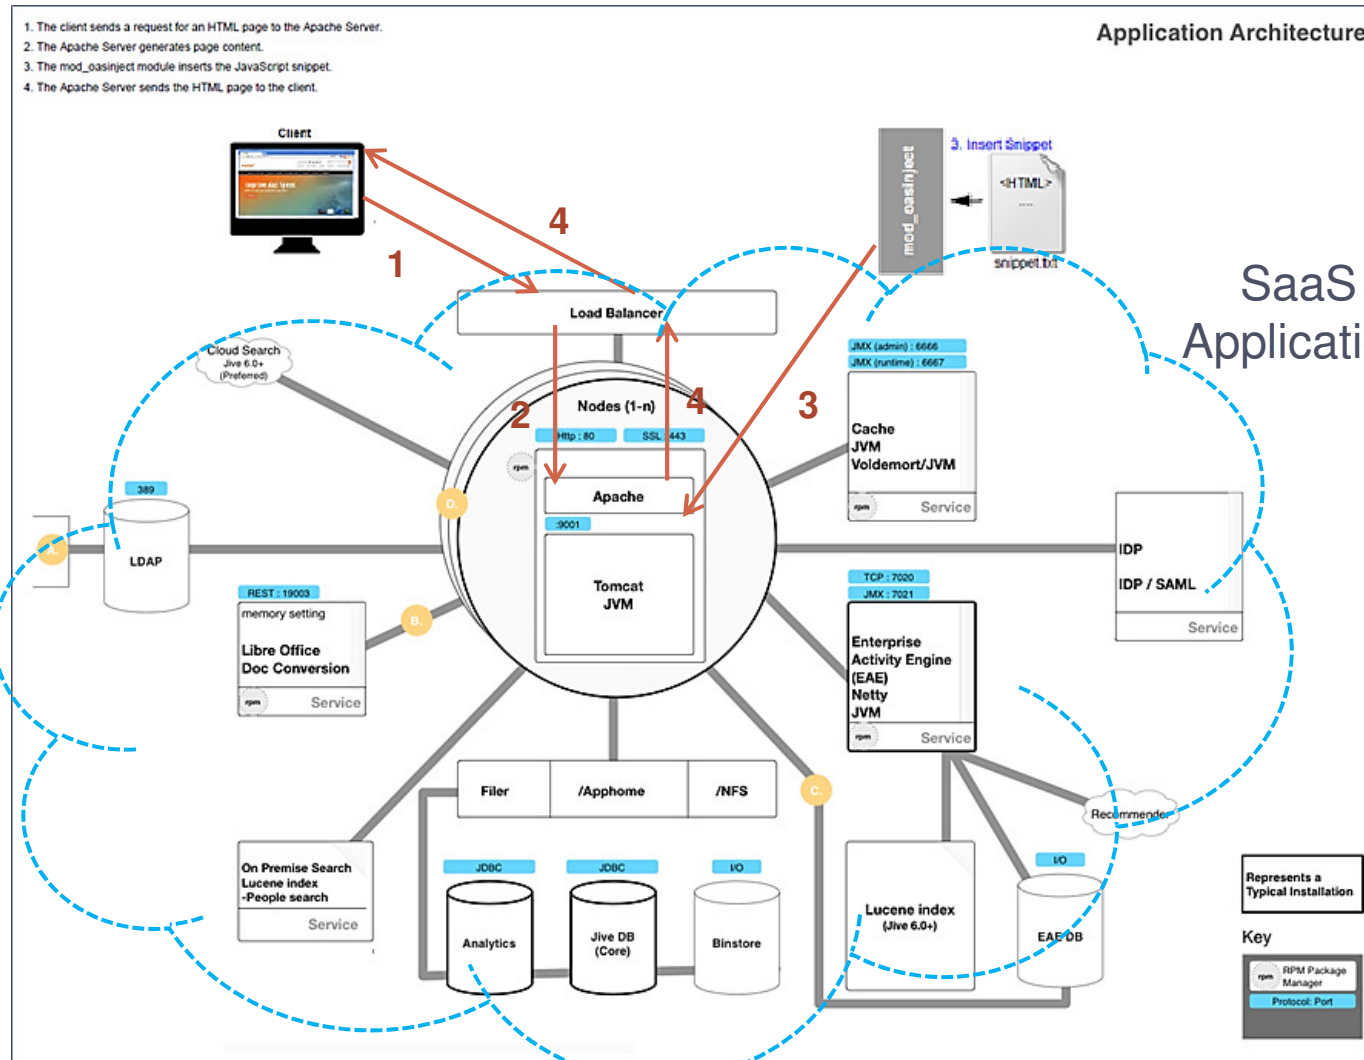 1. The client sends a request for an HTML page to the Apache Server.
2. The Apache Server generates page content.
3. The mod_oasinject module inserts the JavaScript snippet.
4. The Apache Server sends the HTML page to the client.
Application Architecture
Client
mod_oasinject
3. Insert Snippet
<HTML>
....
snippet.txt
1
4
SaaS
Applicati
Load Balancer
Cloud Search
Jive 6.0+
(Preferred)
JMX (admin) : 6666
JMX (runtime) : 6667
Cache
JVM
Voldemort/JVM
rpm
Service
2
4
3
Nodes (1-n)
Http : 80
SSL : 443
rpm
Apache
:9001
Tomcat
JVM
D.
389
LDAP
A.
IDP
IDP / SAML
Service
REST : 19003
memory setting
Libre Office
Doc Conversion
rpm
Service
B.
TCP : 7020
JMX : 7021
Enterprise
Activity Engine
(EAE)
Netty
JVM
rpm
Service
Filer
/Apphome
/NFS
C.
Recommender
On Premise Search
Lucene index
-People search
Service
JDBC
Analytics
JDBC
Jive DB
(Core)
I/O
Binstore
Lucene index
(Jive 6.0+)
I/O
EAE DB
Represents a
Typical Installation
Key
rpm
RPM Package
Manager
Protocol: Port